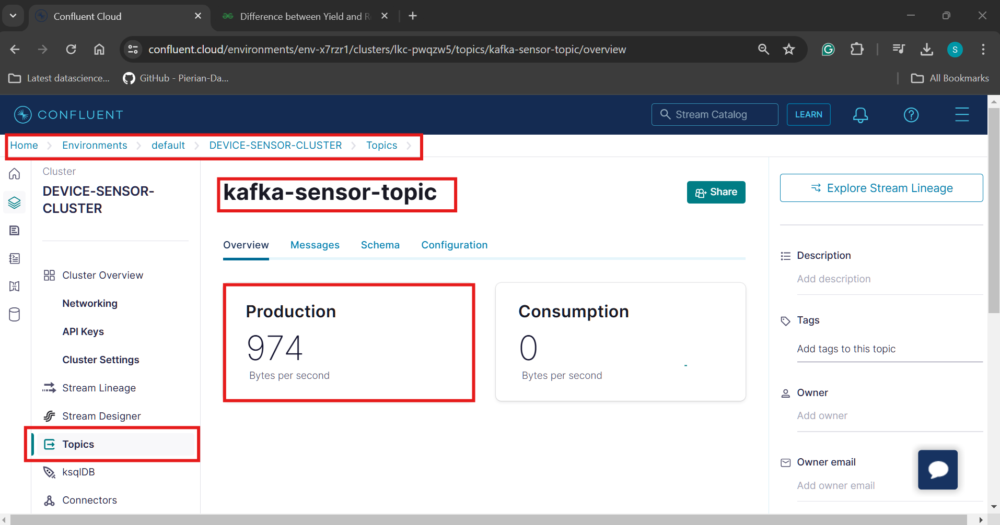 Confluent Cloud
Difference between Yield and R
confluent.cloud/environments/env-x7rzr1/clusters/lkc-pwqzw5/topics/kafka-sensor-topic/overview
S
Latest datascience...
GitHub - Pierian-Da...
All Bookmarks
CONFLUENT
Stream Catalog
LEARN
Home
Environments
default
DEVICE-SENSOR-CLUSTER
Topics
Cluster
DEVICE-SENSOR-
CLUSTER
Cluster Overview
Networking
API Keys
Cluster Settings
Stream Lineage
Stream Designer
Topics
ksqlDB
Connectors
kafka-sensor-topic
Share
Overview
Messages
Schema
Configuration
Production
974
Bytes per second
Consumption
0
Bytes per second
-
Explore Stream Lineage
Description
Add description
Tags
Add tags to this topic
Owner
Add owner
Owner email
Add owner email